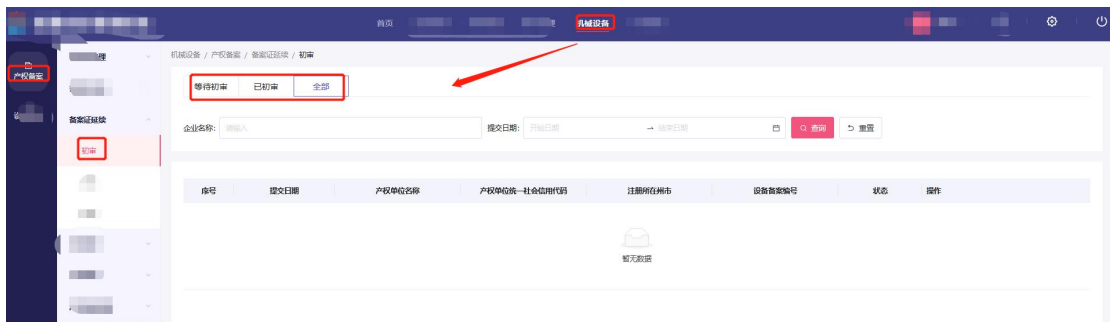 首页 机械设备
机械设备 / 产权备案 / 备案证延续 / 初审
产权备案
等待初审 已初审 全部
备案证延续
企业名称: 请输入 提交日期: 开始日期 → 结束日期 查询 重置
初审
序号 提交日期 产权单位名称 产权单位统一社会信用代码 注册所在州市 设备备案编号 状态 操作
暂无数据